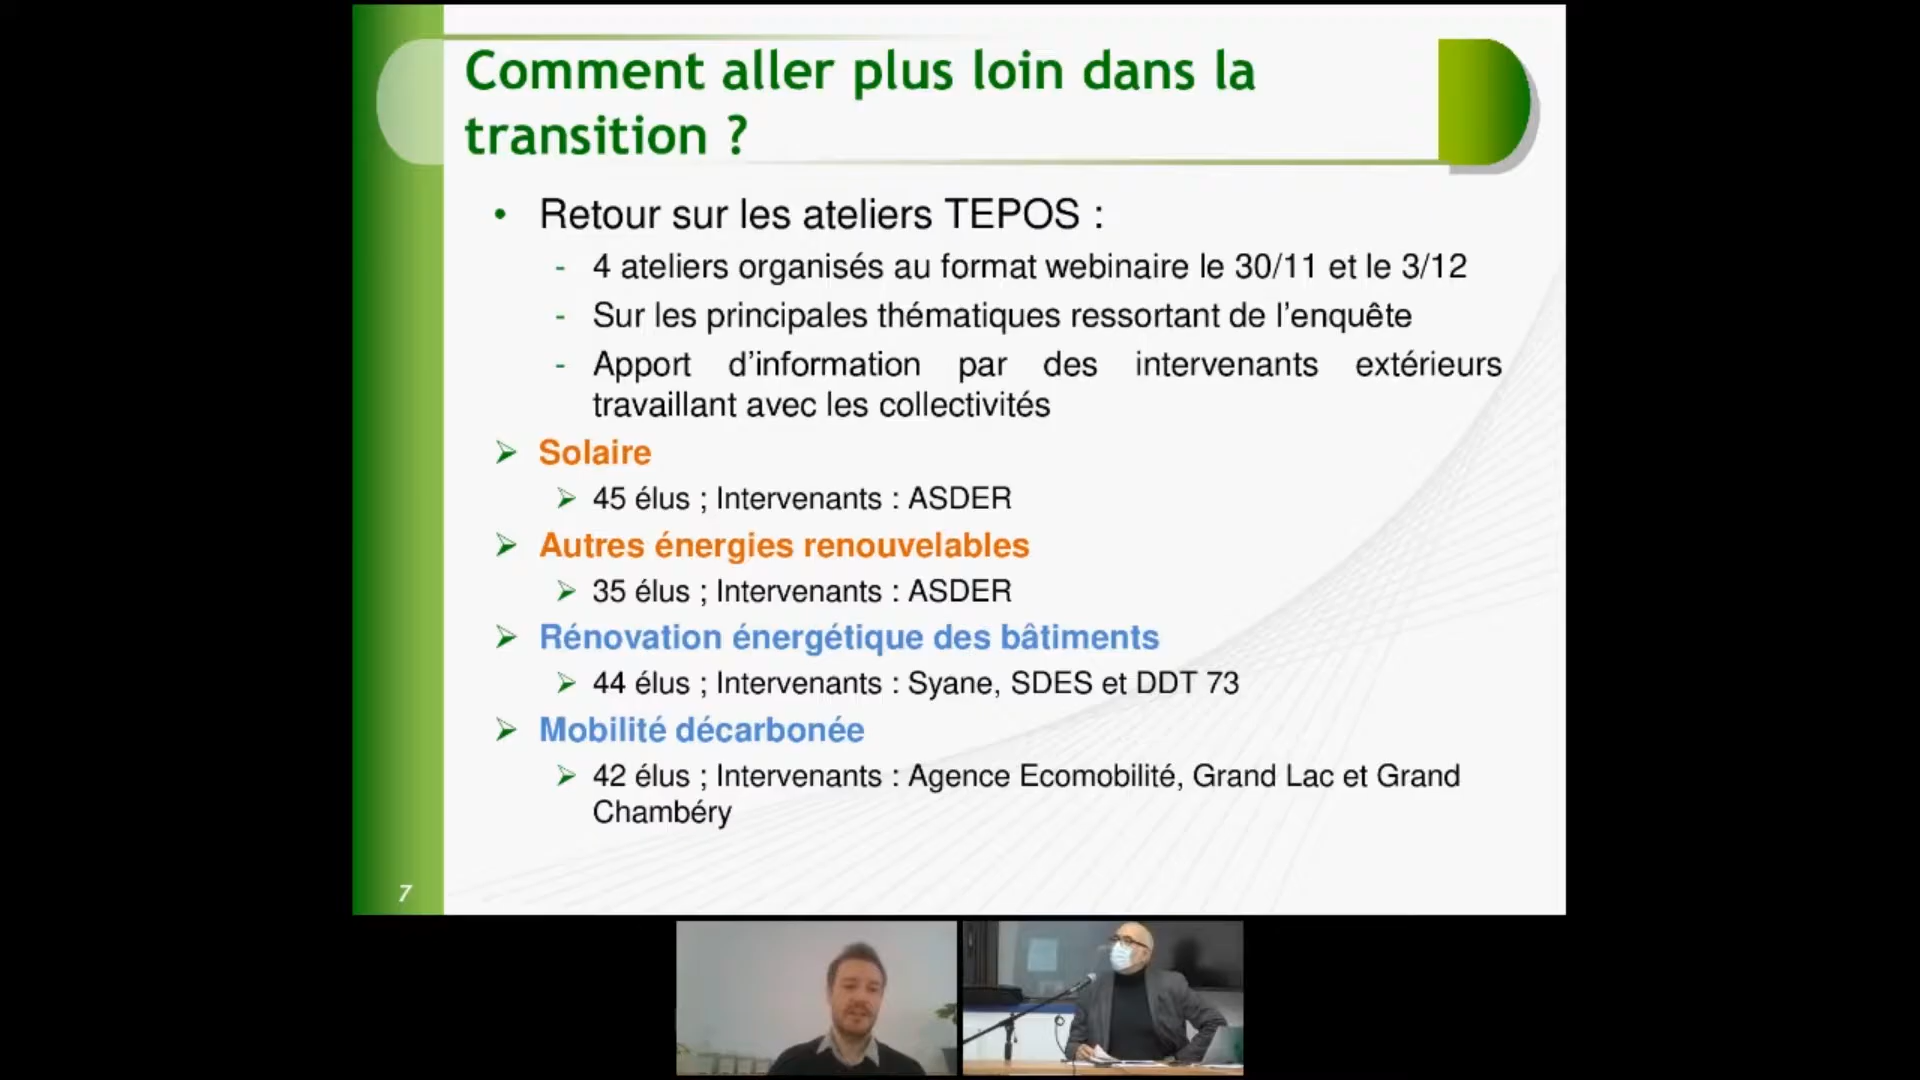 Comment aller plus loin dans la
transition ?
• Retour sur les ateliers TEPOS :
- 4 ateliers organisés au format webinaire le 30/11 et le 3/12
- Sur les principales thématiques ressortant de l’enquête
- Apport d’information par des intervenants extérieurs
travaillant avec les collectivités
➢ Solaire
➢ 45 élus ; Intervenants : ASDER
➢ Autres énergies renouvelables
➢ 35 élus ; Intervenants : ASDER
➢ Rénovation énergétique des bâtiments
➢ 44 élus ; Intervenants : Syane, SDES et DDT 73
➢ Mobilité décarbonée
➢ 42 élus ; Intervenants : Agence Ecomobilité, Grand Lac et Grand
Chambéry
7